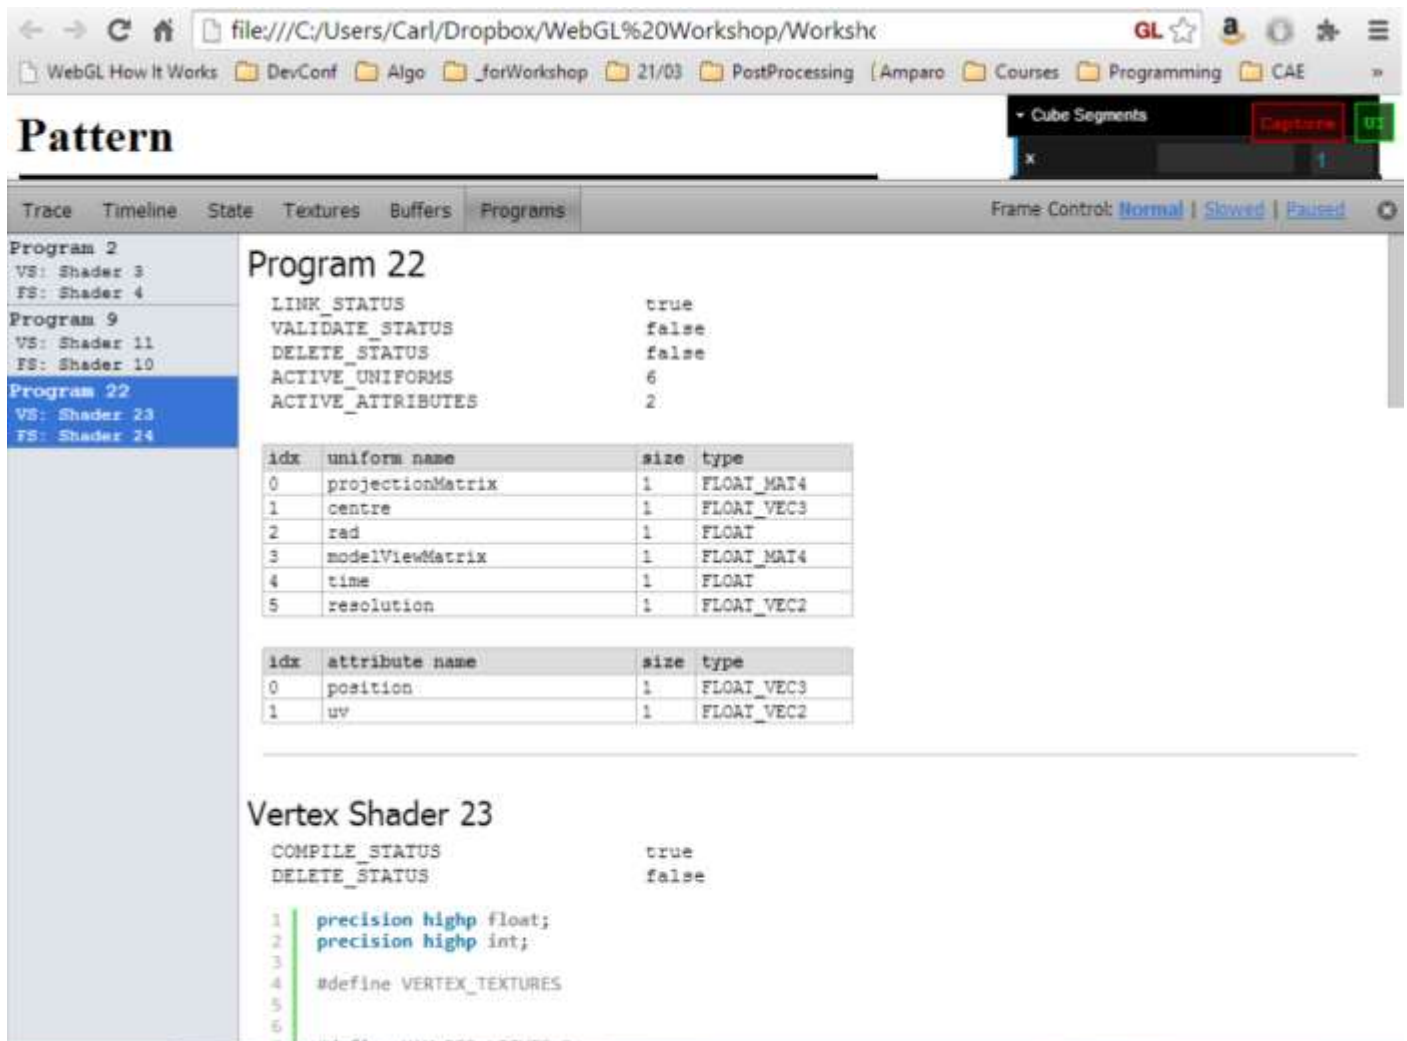 file:///C:/Users/Carl/Dropbox/WebGL%20Workshop/Worksho
GL
WebGL How It Works DevConf Algo _forWorkshop 21/03 PostProcessing Amparo Courses Programming CAE »
Pattern
Cube Segments
Capture UI
x 1
Trace Timeline State Textures Buffers Programs Frame Control: Normal | Slowed | Paused
Program 2
VS: Shader 3
FS: Shader 4
Program 9
VS: Shader 11
FS: Shader 10
Program 22
VS: Shader 23
FS: Shader 24
Program 22
LINK_STATUS true
VALIDATE_STATUS false
DELETE_STATUS false
ACTIVE_UNIFORMS 6
ACTIVE_ATTRIBUTES 2
idx uniform name size type
0 projectionMatrix 1 FLOAT_MAT4
1 centre 1 FLOAT_VEC3
2 rad 1 FLOAT
3 modelViewMatrix 1 FLOAT_MAT4
4 time 1 FLOAT
5 resolution 1 FLOAT_VEC2
idx attribute name size type
0 position 1 FLOAT_VEC3
1 uv 1 FLOAT_VEC2
Vertex Shader 23
COMPILE_STATUS true
DELETE_STATUS false
1 precision highp float;
2 precision highp int;
3
4 #define VERTEX_TEXTURES
5
6